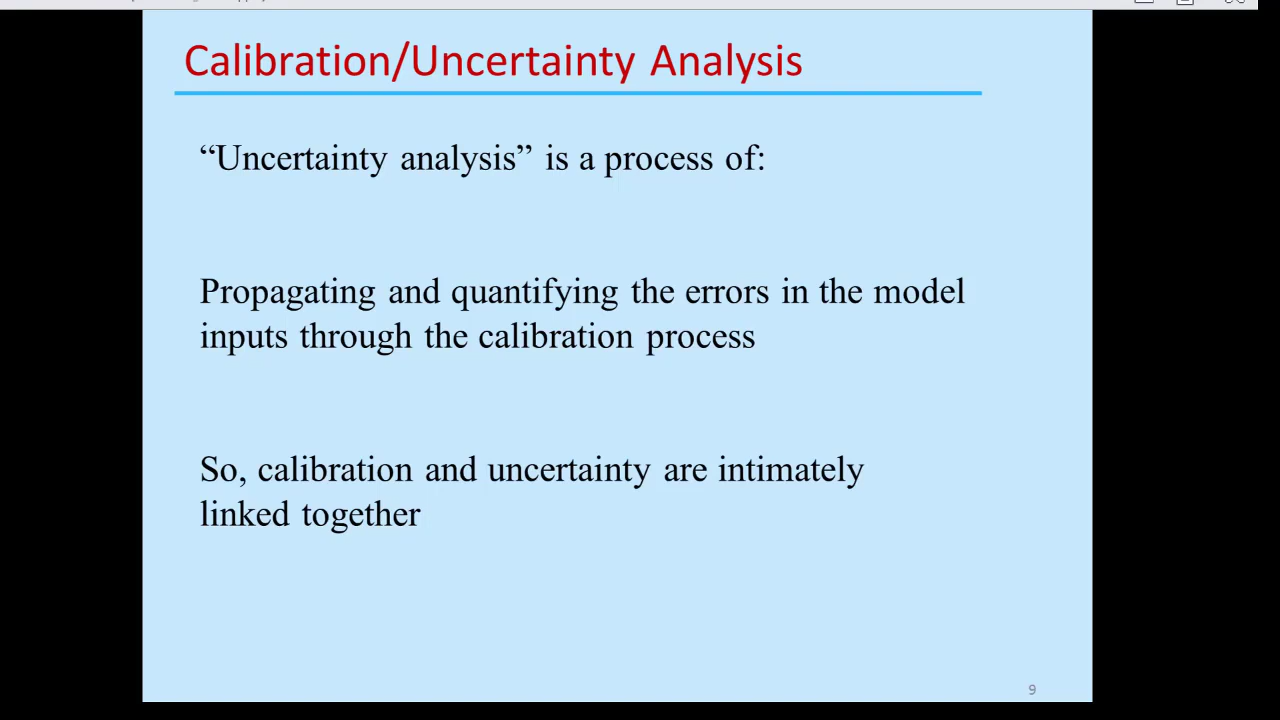 Calibration/Uncertainty Analysis
“Uncertainty analysis” is a process of:
Propagating and quantifying the errors in the model
inputs through the calibration process
So, calibration and uncertainty are intimately
linked together
9